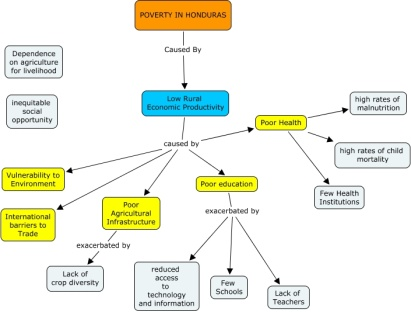 POVERTY IN HONDURAS
Caused By
Dependence
on agriculture
for livelihood
inequitable
social
opportunity
Low Rural
Economic Productivity
high rates of
malnutrition
Poor Health
caused by
high rates of child
mortality
Vulnerability to
Environment
Poor education
Few Health
Institutions
International
barriers to
Trade
Poor
Agricultural
Infrastructure
exacerbated by
exacerbated by
Lack of
crop diversity
reduced
access
to
technology
and information
Few
Schools
Lack of
Teachers